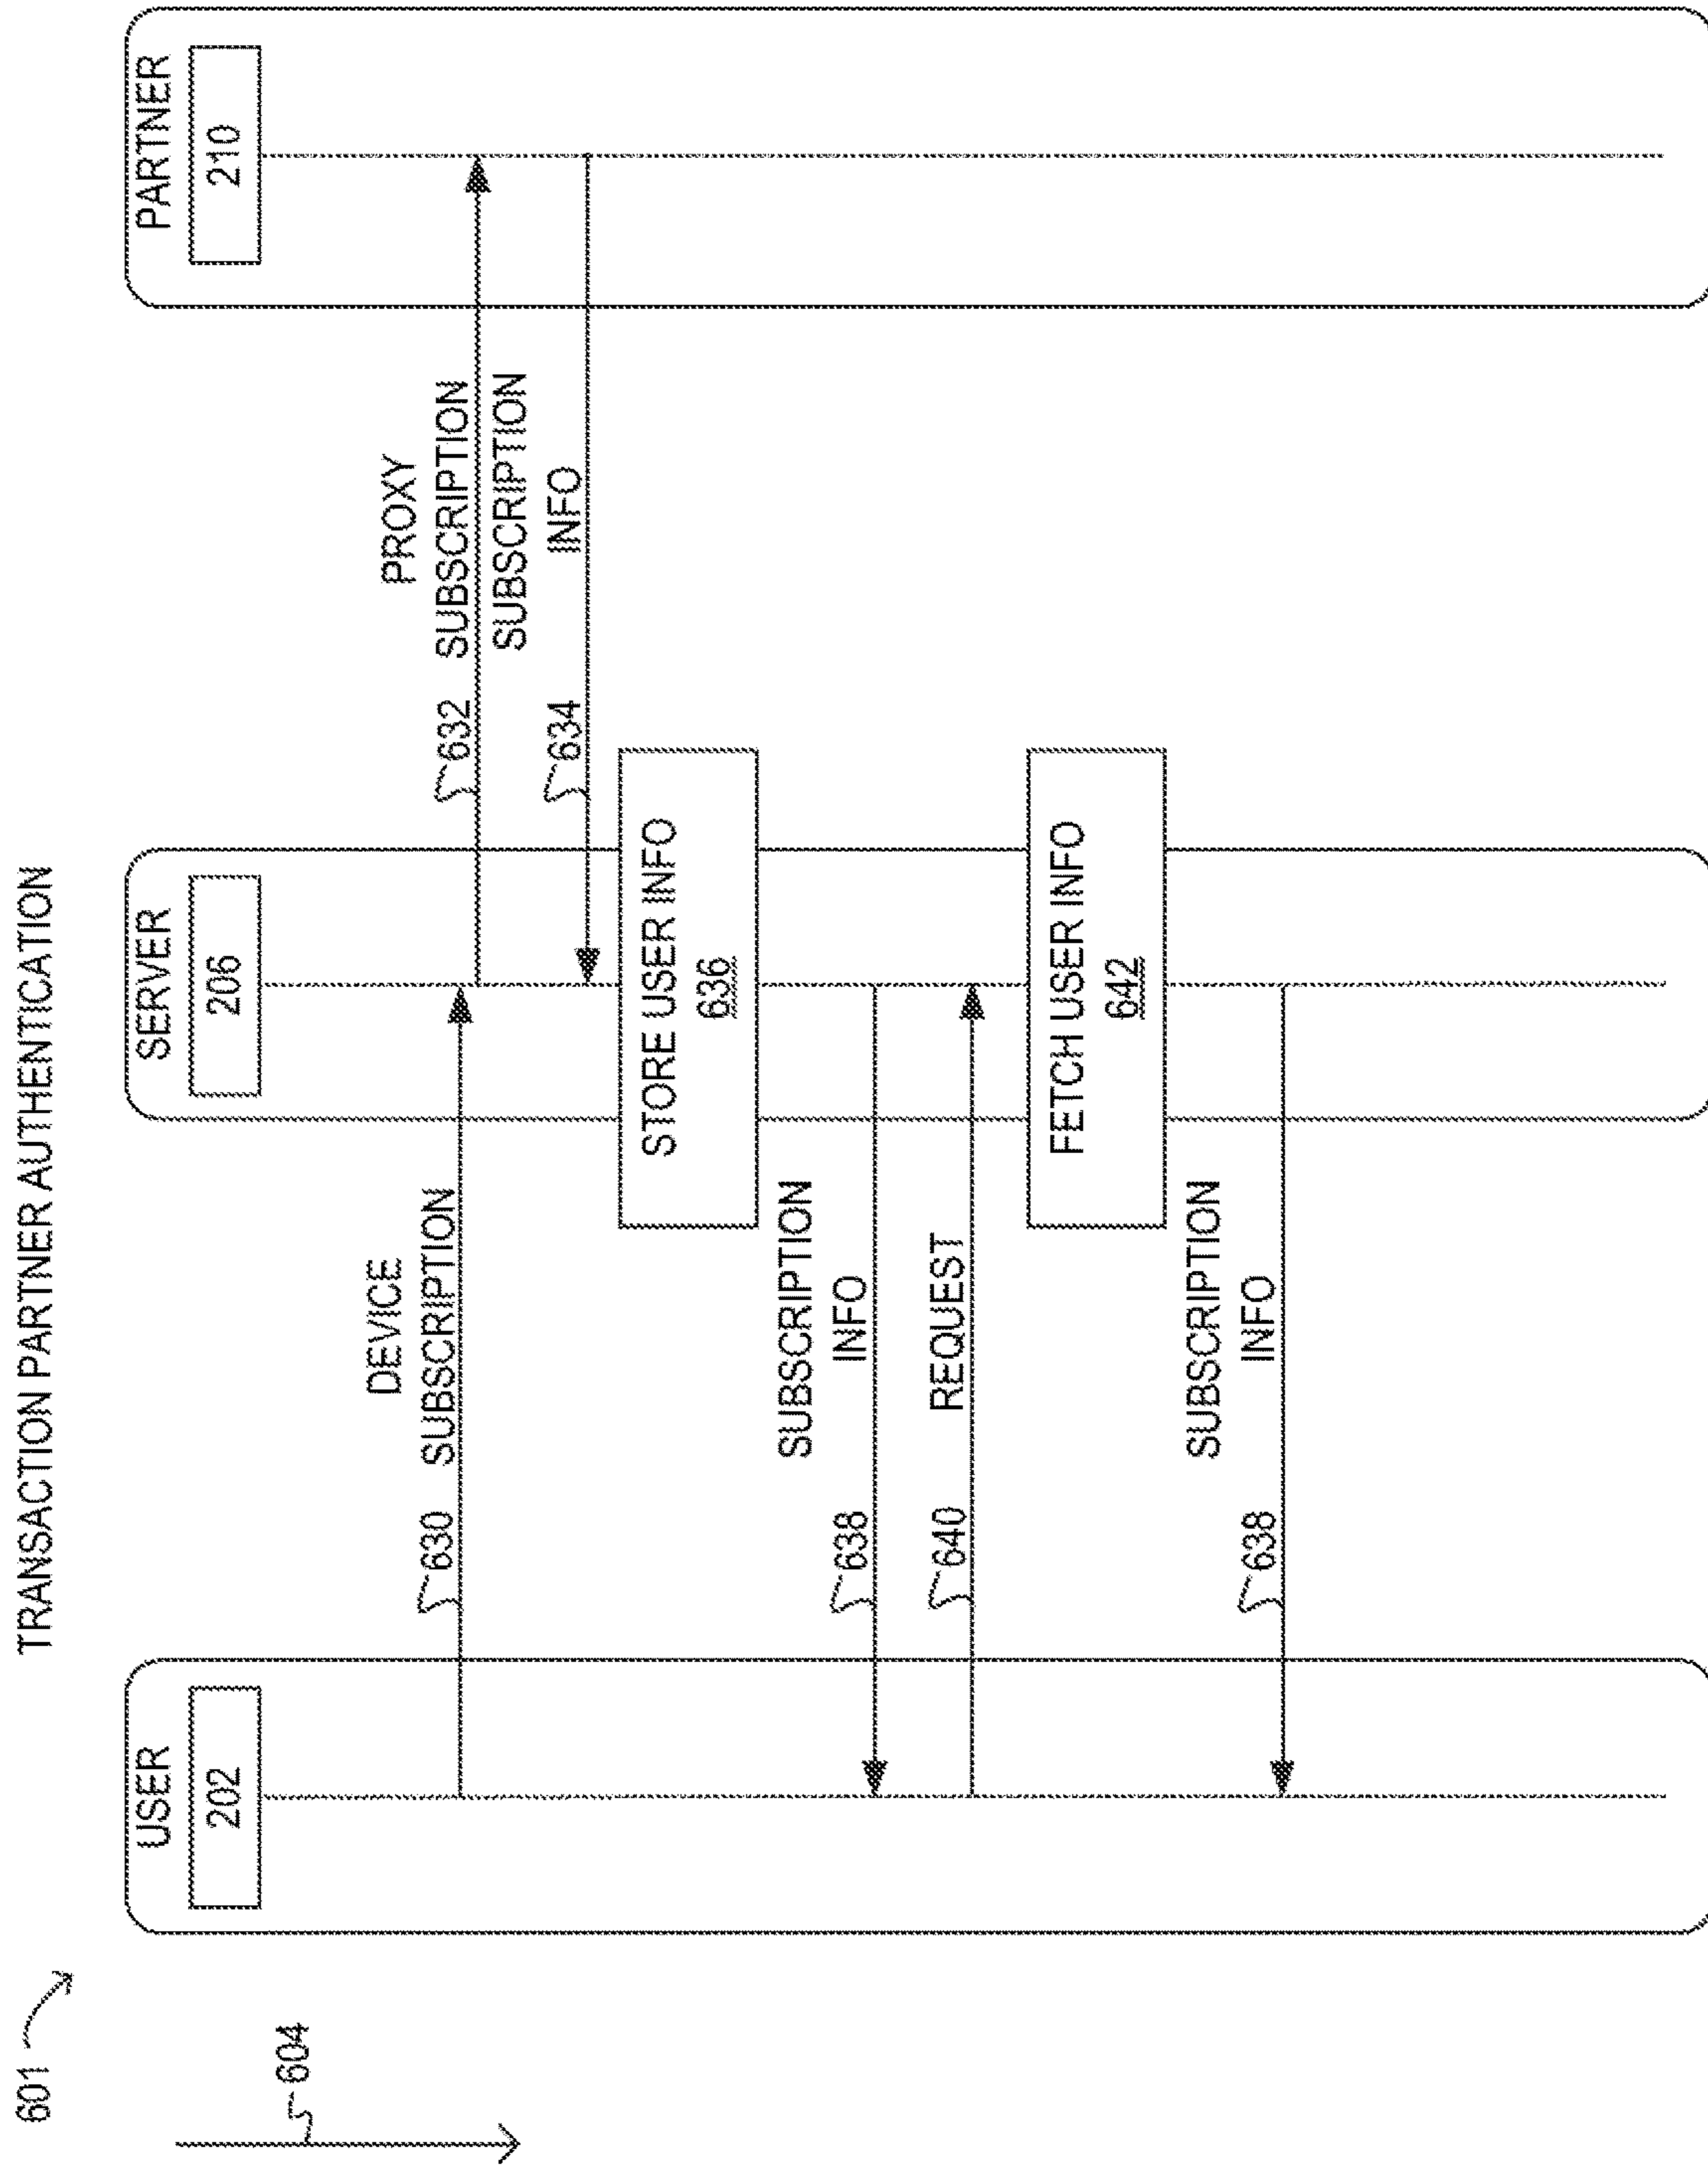 601
TRANSACTION PARTNER AUTHENTICATION
604
USER
202
SERVER
206
PARTNER
210
630
DEVICE
SUBSCRIPTION
632
PROXY
SUBSCRIPTION
634
SUBSCRIPTION
INFO
STORE USER INFO
636
638
SUBSCRIPTION
INFO
640
REQUEST
FETCH USER INFO
642
638
SUBSCRIPTION
INFO